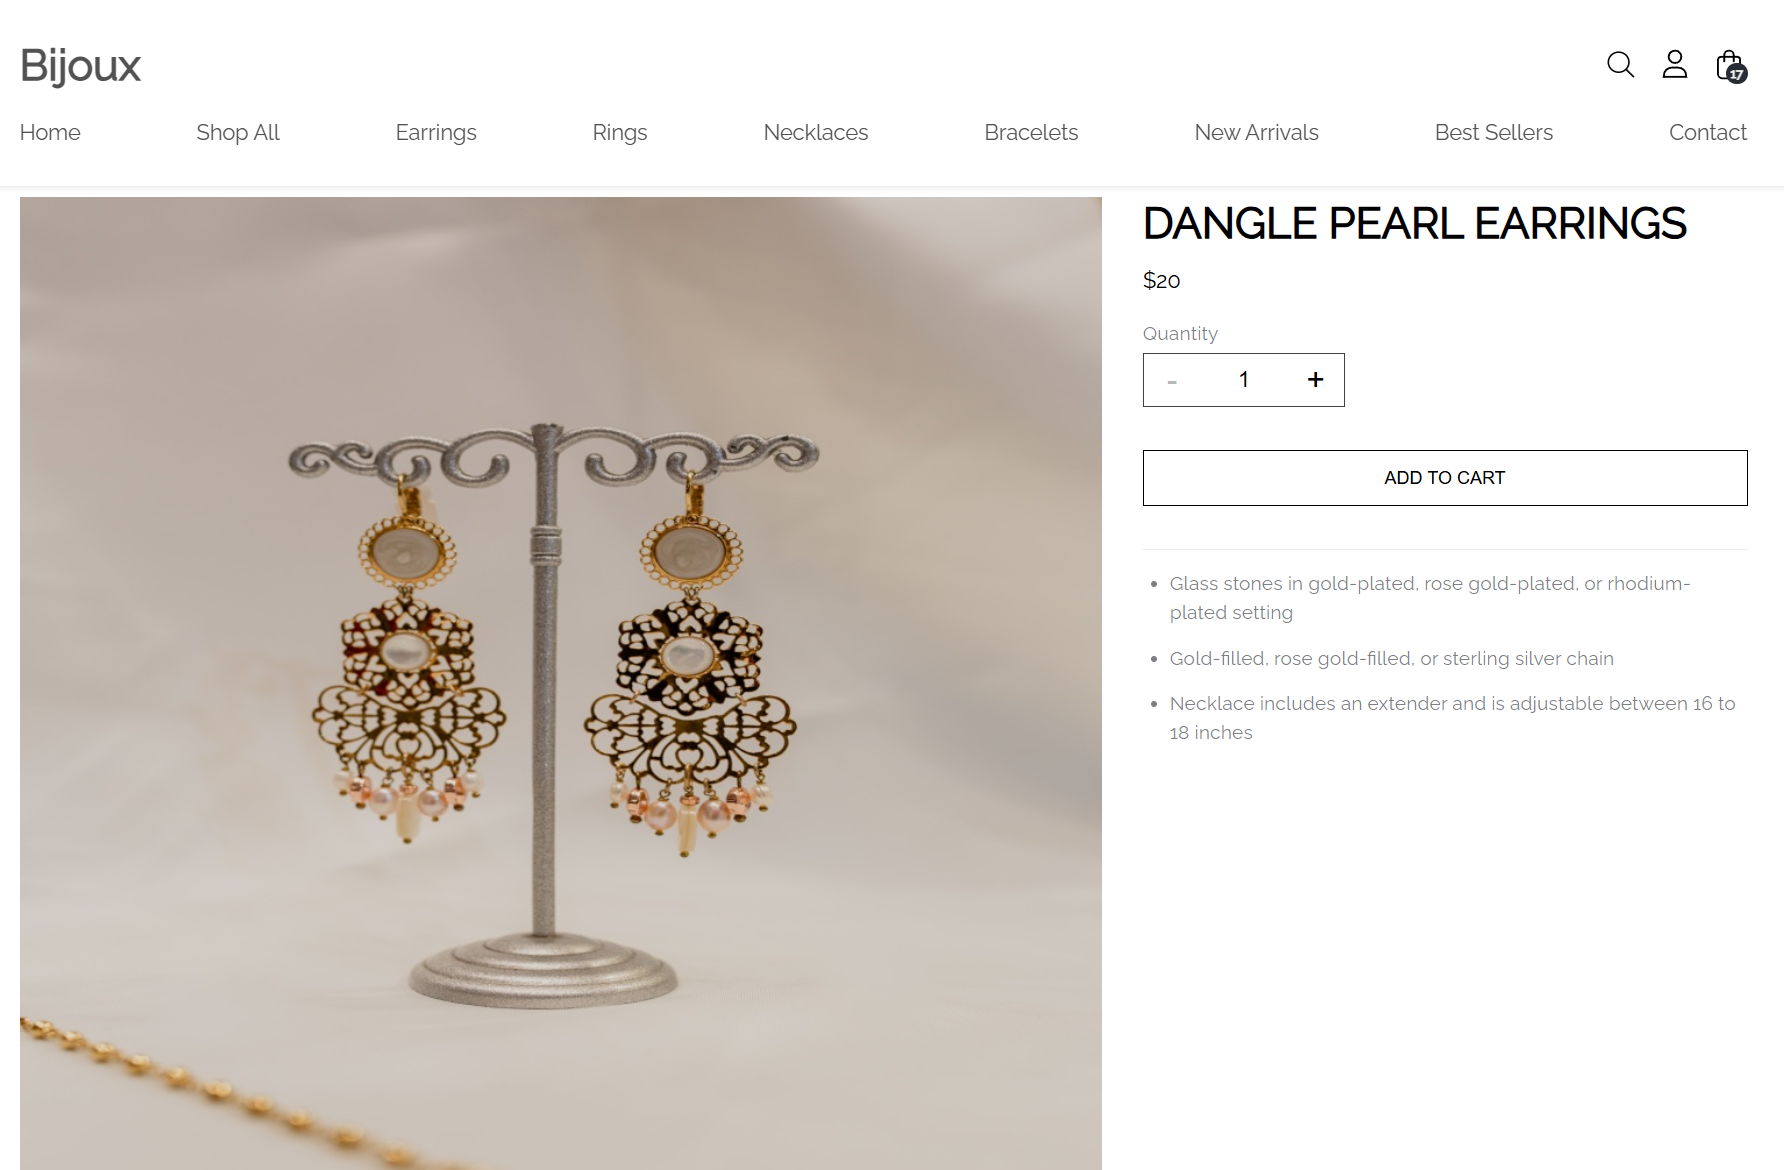 Bijoux
17
Home Shop All Earrings Rings Necklaces Bracelets New Arrivals Best Sellers Contact
DANGLE PEARL EARRINGS
$20
Quantity
- 1 +
ADD TO CART
• Glass stones in gold-plated, rose gold-plated, or rhodium-
plated setting
• Gold-filled, rose gold-filled, or sterling silver chain
• Necklace includes an extender and is adjustable between 16 to
18 inches